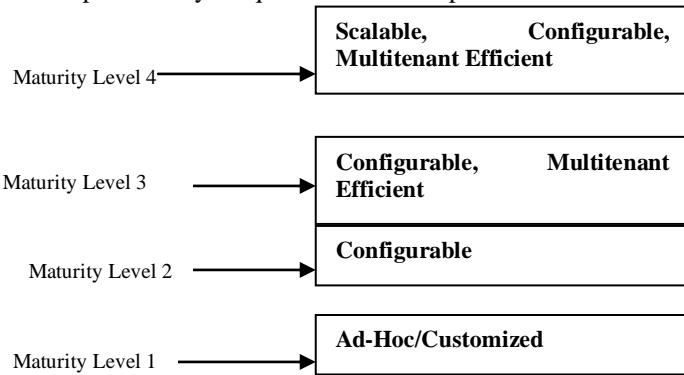 Scalable, Configurable,
Multitenant Efficient
Maturity Level 4
Configurable, Multitenant
Efficient
Maturity Level 3
Configurable
Maturity Level 2
Ad-Hoc/Customized
Maturity Level 1